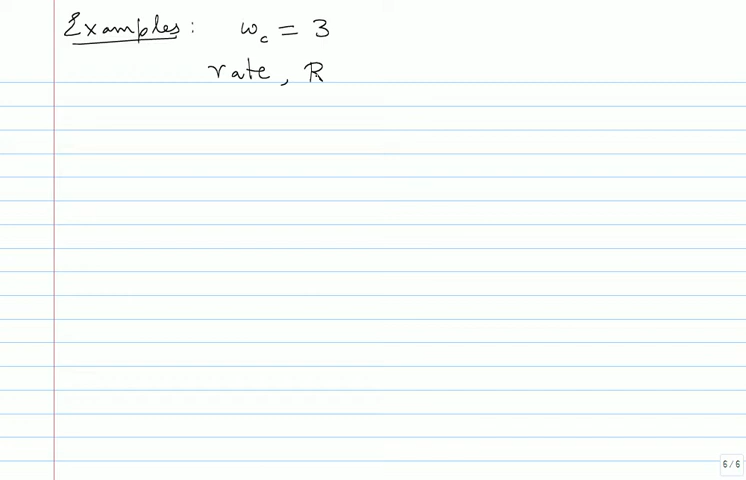 Examples: w_c = 3
rate, R
6 / 6